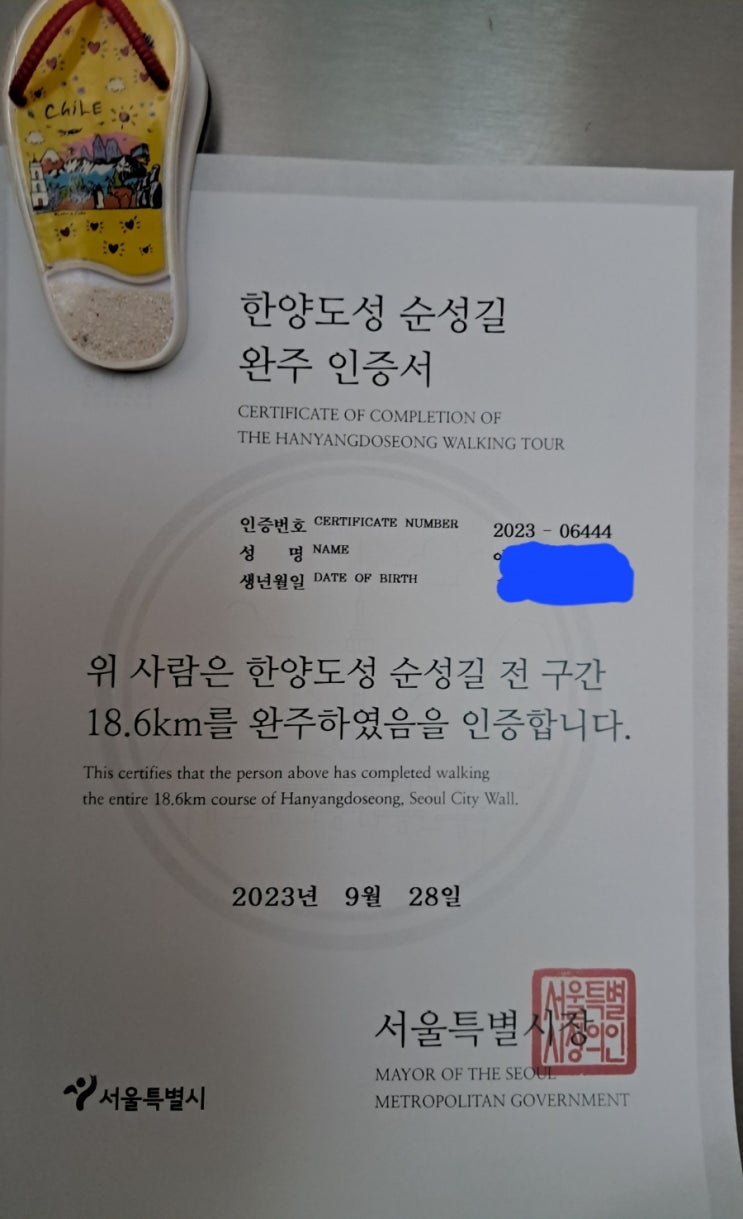 CHILE
한양도성 순성길
완주 인증서
CERTIFICATE OF COMPLETION OF
THE HANYANGDOSEONG WALKING TOUR
인증번호 CERTIFICATE NUMBER 2023 - 06444
성 명 NAME
생년월일 DATE OF BIRTH
위 사람은 한양도성 순성길 전 구간
18.6km를 완주하였음을 인증합니다.
This certifies that the person above has completed walking
the entire 18.6km course of Hanyangdoseong, Seoul City Wall.
2023년 9월 28일
서울특별시장
서울특별
시장의인
MAYOR OF THE SEOUL
METROPOLITAN GOVERNMENT
서울특별시